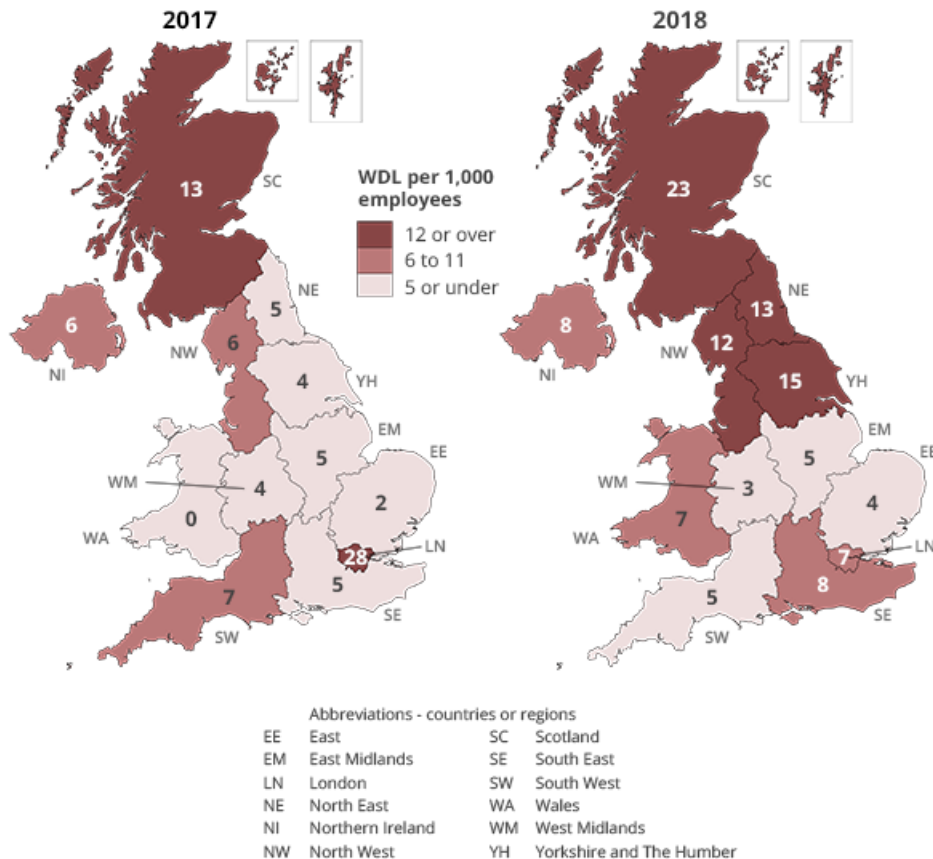 2017
2018
WDL per 1,000
employees
12 or over
6 to 11
5 or under
13
SC
6
NI
NE
5
6
NW
4
YH
EM
5
EE
WM
4
2
0
WA
28
LN
5
7
SE
SW
23
SC
8
NI
NE
13
12
NW
15
YH
EM
5
EE
WM
3
4
7
WA
7
LN
8
5
SE
SW
Abbreviations - countries or regions
EE East SC Scotland
EM East Midlands SE South East
LN London SW South West
NE North East WA Wales
NI Northern Ireland WM West Midlands
NW North West YH Yorkshire and The Humber